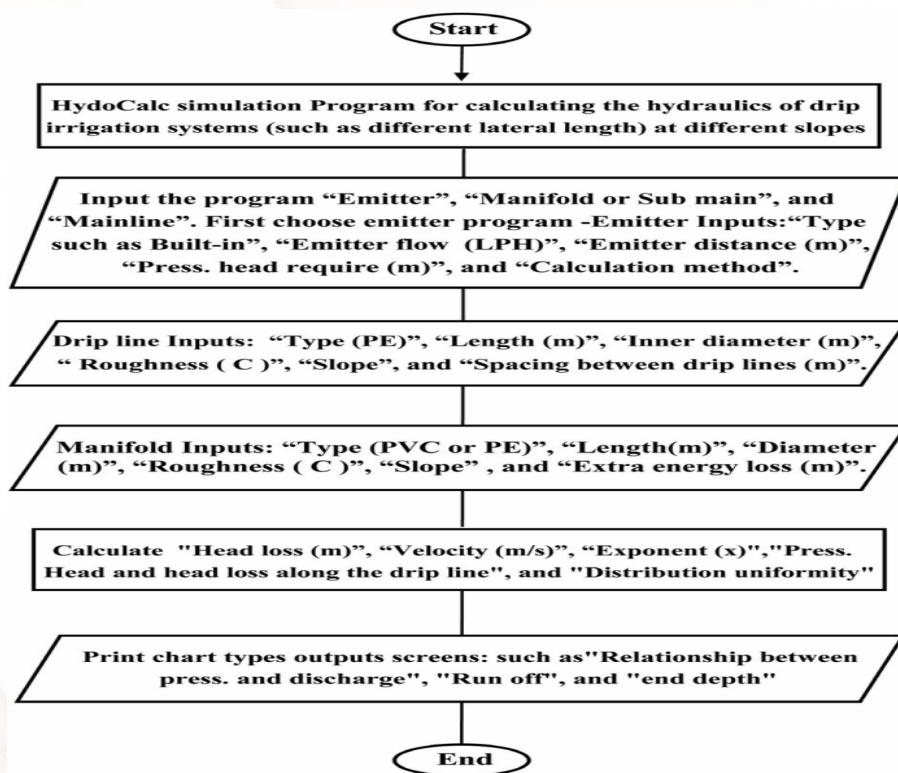 Start
HydoCalc simulation Program for calculating the hydraulics of drip
irrigation systems (such as different lateral length) at different slopes
Input the program “Emitter”, “Manifold or Sub main”, and
“Mainline”. First choose emitter program -Emitter Inputs:“Type
such as Built-in”, “Emitter flow (LPH)”, “Emitter distance (m)”,
“Press. head require (m)”, and “Calculation method”.
Drip line Inputs: “Type (PE)”, “Length (m)”, “Inner diameter (m)”,
“ Roughness ( C )”, “Slope”, and “Spacing between drip lines (m)”.
Manifold Inputs: “Type (PVC or PE)”, “Length(m)”, “Diameter
(m)”, “Roughness ( C )”, “Slope” , and “Extra energy loss (m)”.
Calculate "Head loss (m)”, “Velocity (m/s)”, “Exponent (x)","Press.
Head and head loss along the drip line", and "Distribution uniformity"
Print chart types outputs screens: such as"Relationship between
press. and discharge", "Run off", and "end depth"
End